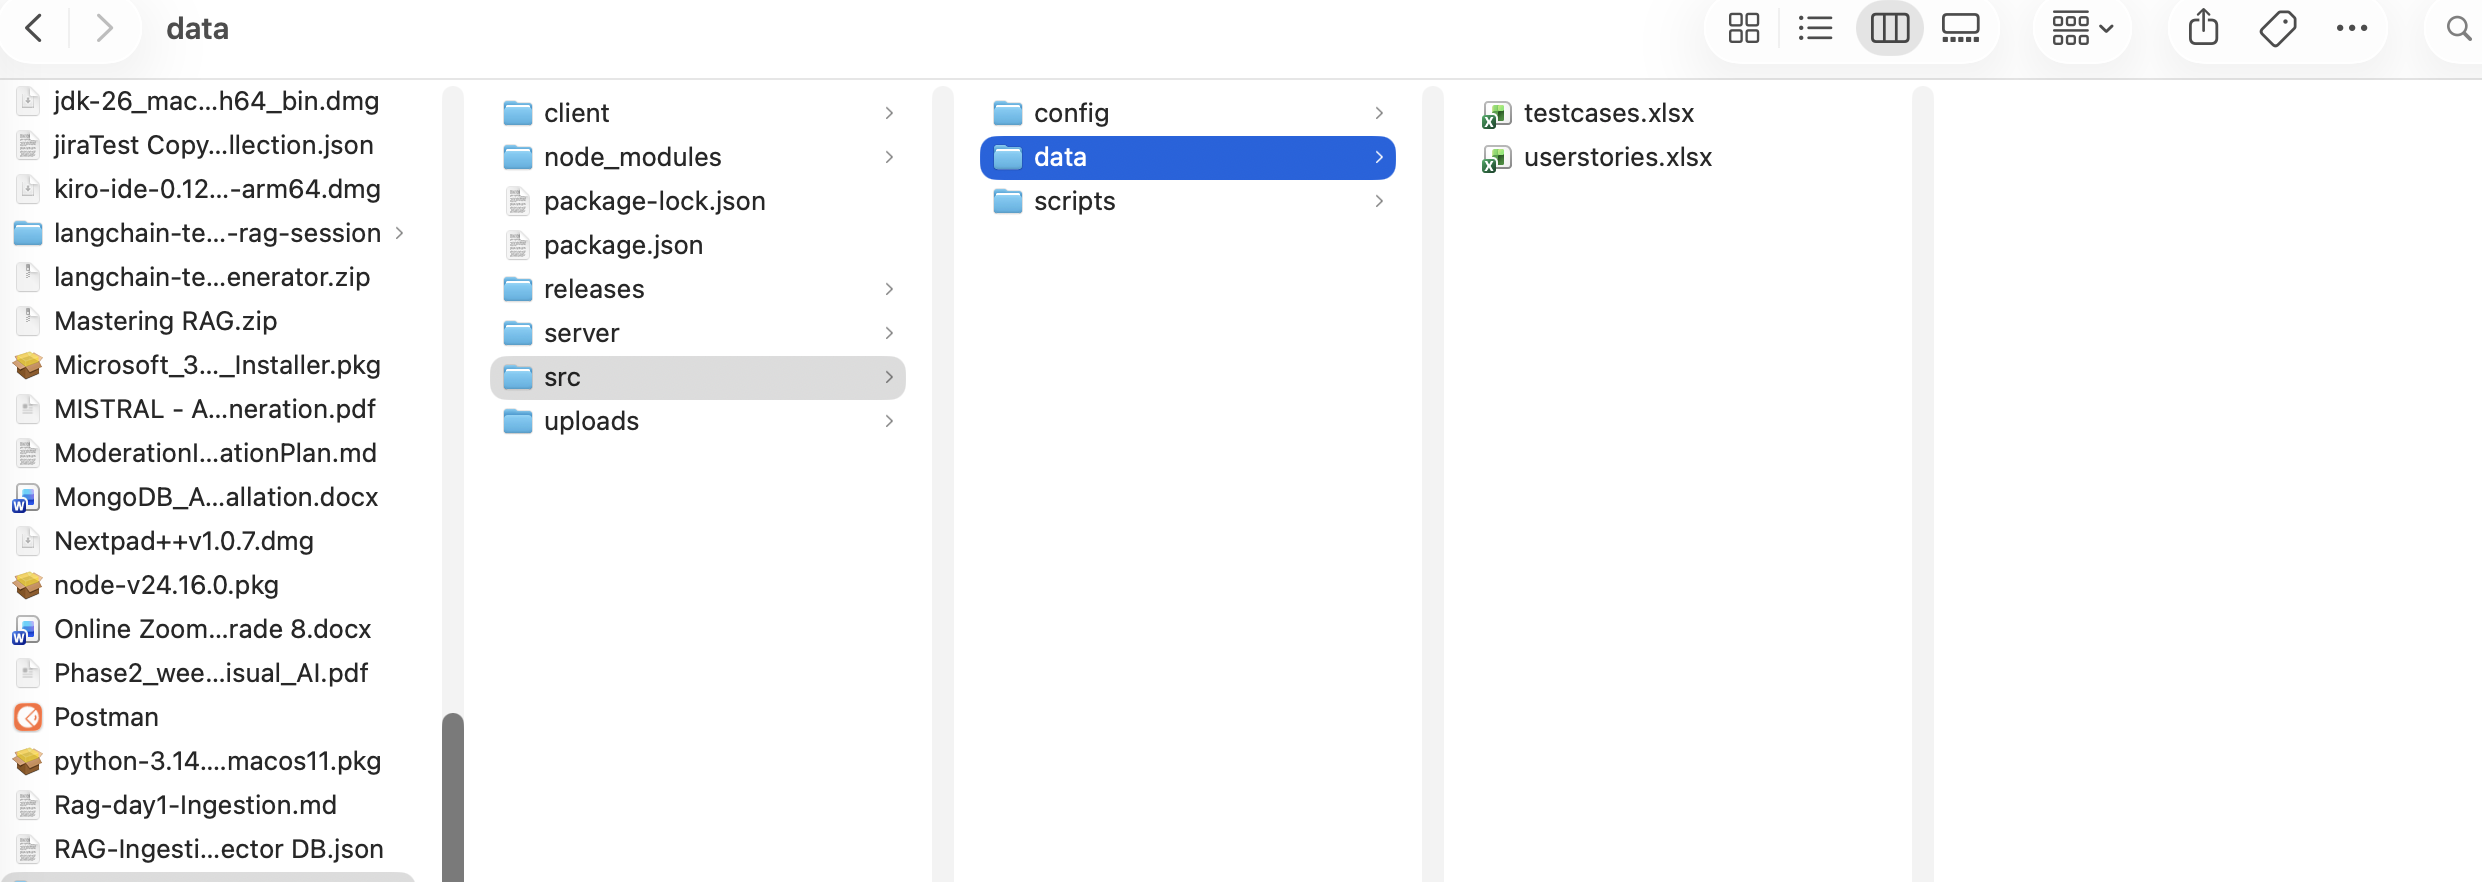 data
jdk-26_mac...h64_bin.dmg
jiraTest Copy...llection.json
kiro-ide-0.12...-arm64.dmg
langchain-te...-rag-session
langchain-te...enerator.zip
Mastering RAG.zip
Microsoft_3..._Installer.pkg
MISTRAL - A...neration.pdf
ModerationI...ationPlan.md
MongoDB_A...allation.docx
Nextpad++v1.0.7.dmg
node-v24.16.0.pkg
Online Zoom...rade 8.docx
Phase2_wee...isual_AI.pdf
Postman
python-3.14....macos11.pkg
Rag-day1-Ingestion.md
RAG-Ingesti...ector DB.json
client
node_modules
package-lock.json
package.json
releases
server
src
uploads
config
data
scripts
testcases.xlsx
userstories.xlsx